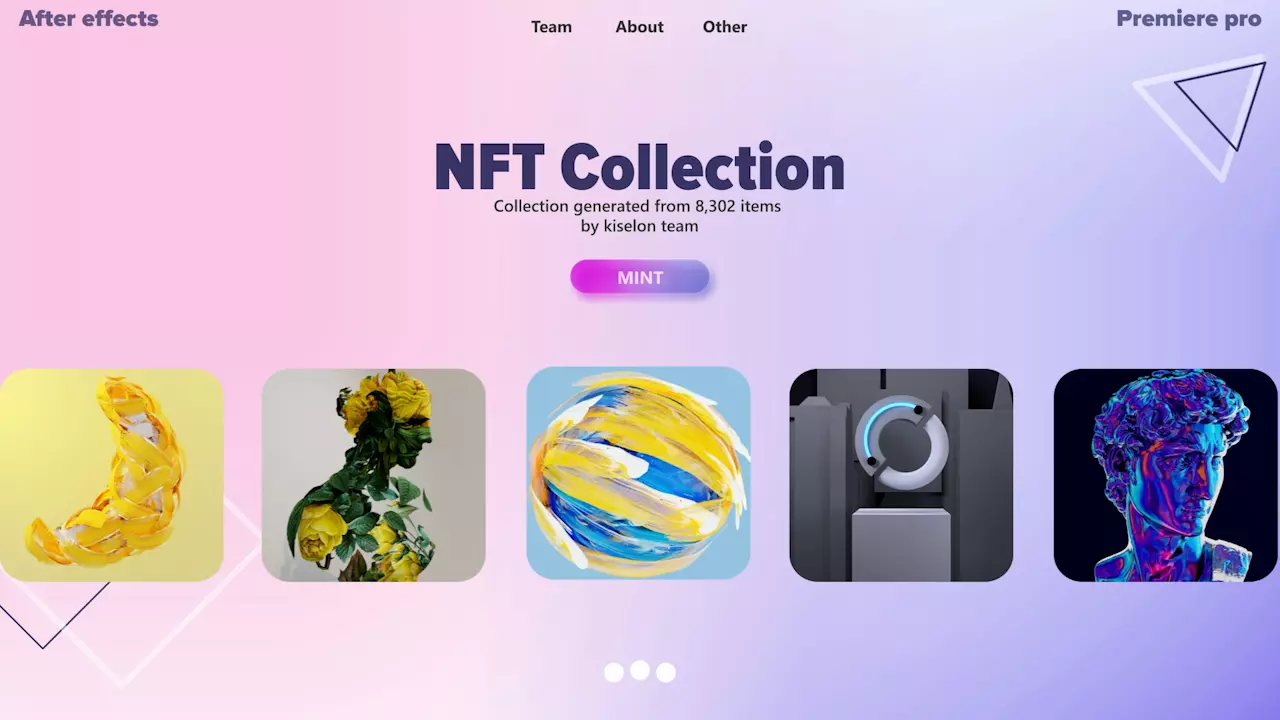 After effects
Team About Other
Premiere pro
NFT Collection
Collection generated from 8,302 items
by kiselon team
MINT